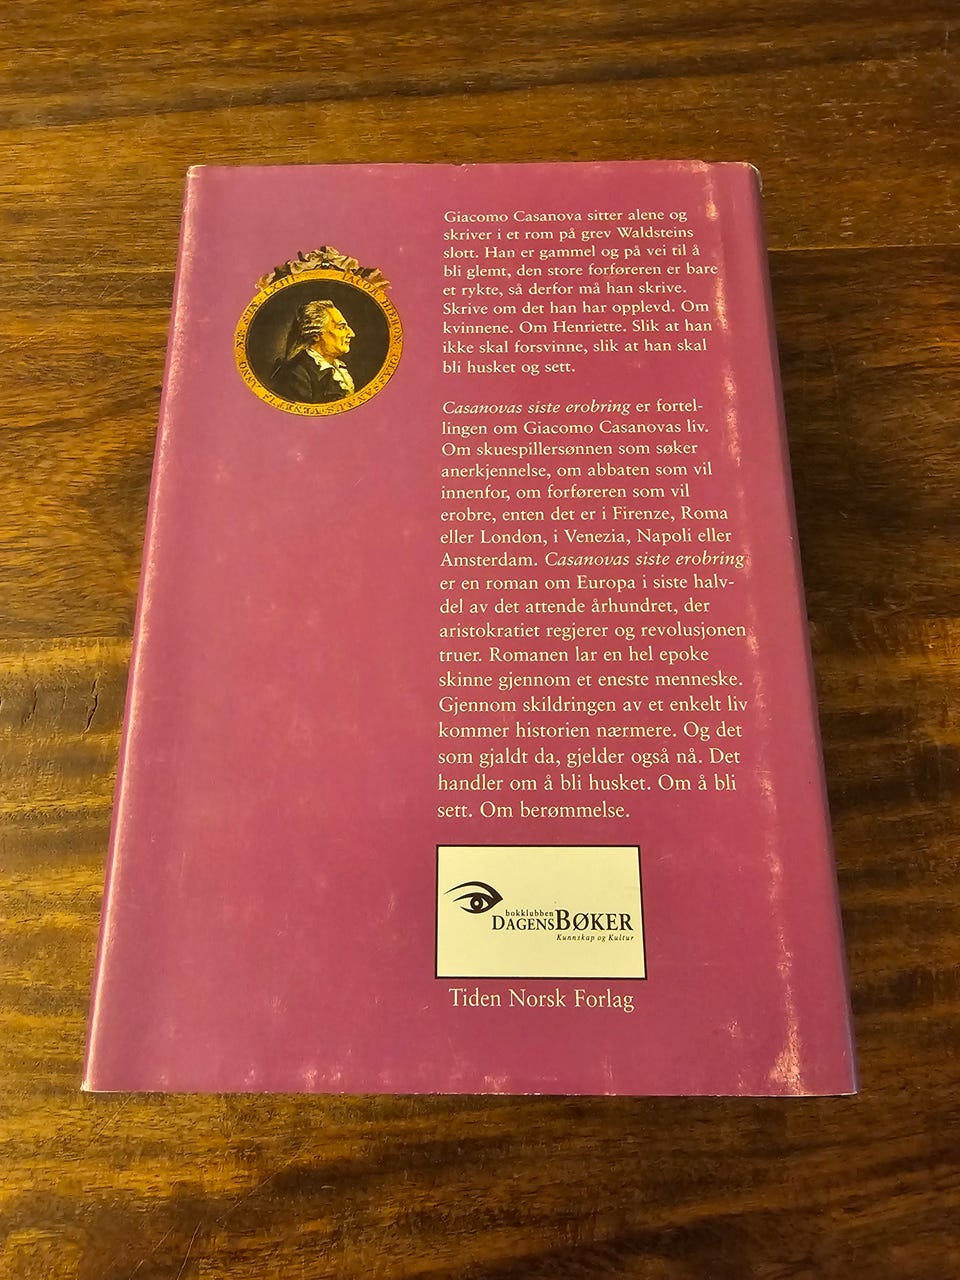 Giacomo Casanova sitter alene og
skriver i et rom på grev Waldsteins
slott. Han er gammel og på vei til å
bli glemt, den store forføreren er bare
et rykte, så derfor må han skrive.
Skrive om det han har opplevd. Om
kvinnene. Om Henriette. Slik at han
ikke skal forsvinne, slik at han skal
bli husket og sett.
Casanovas siste erobring er fortel-
lingen om Giacomo Casanovas liv.
Om skuespillersønnen som søker
anerkjennelse, om abbaten som vil
innenfor, om forføreren som vil
erobre, enten det er i Firenze, Roma
eller London, i Venezia, Napoli eller
Amsterdam. Casanovas siste erobring
er en roman om Europa i siste halv-
del av det attende århundret, der
aristokratiet regjerer og revolusjonen
truer. Romanen lar en hel epoke
skinne gjennom et eneste menneske.
Gjennom skildringen av et enkelt liv
kommer historien nærmere. Og det
som gjaldt da, gjelder også nå. Det
handler om å bli husket. Om å bli
sett. Om berømmelse.
bokklubben
DAGENSBØKER
Kunnskap og Kultur
Tiden Norsk Forlag